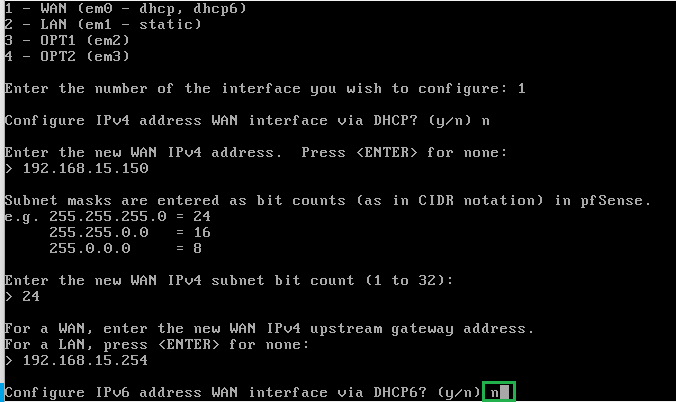 1 - WAN (em0 - dhcp, dhcp6)
2 - LAN (em1 - static)
3 - OPT1 (em2)
4 - OPT2 (em3)
Enter the number of the interface you wish to configure: 1
Configure IPv4 address WAN interface via DHCP? (y/n) n
Enter the new WAN IPv4 address.  Press <ENTER> for none:
> 192.168.15.150
Subnet masks are entered as bit counts (as in CIDR notation) in pfSense.
e.g. 255.255.255.0 = 24
     255.255.0.0   = 16
     255.0.0.0     = 8
Enter the new WAN IPv4 subnet bit count (1 to 32):
> 24
For a WAN, enter the new WAN IPv4 upstream gateway address.
For a LAN, press <ENTER> for none:
> 192.168.15.254
Configure IPv6 address WAN interface via DHCP6? (y/n) n